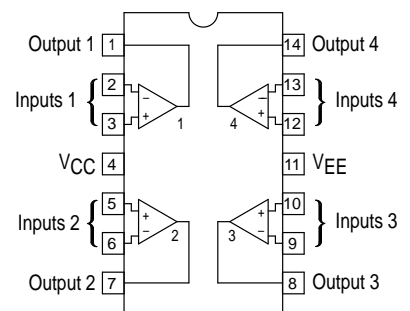 Output 1 1 14 Output 4
Inputs 1 { 2 − 1 4 − 13 } Inputs 4
3 + + 12
VCC 4 11 VEE
Inputs 2 { 5 + 2 3 + 10 } Inputs 3
6 − − 9
Output 2 7 8 Output 3